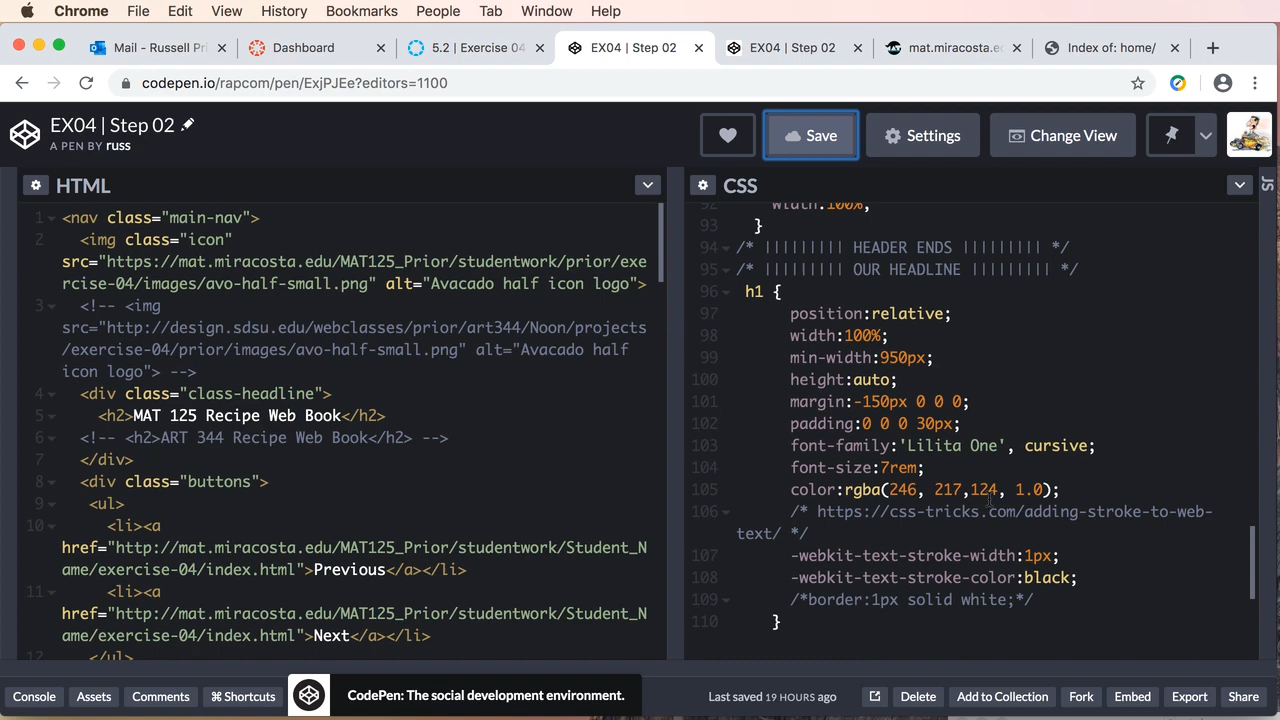 Chrome File Edit View History Bookmarks People Tab Window Help
Mail - Russell Pri
Dashboard
5.2 | Exercise 04
EX04 | Step 02
EX04 | Step 02
mat.miracosta.e
Index of: home/
codepen.io/rapcom/pen/ExjPJEe?editors=1100
EX04 | Step 02
A PEN BY russ
Save
Settings
Change View
HTML
CSS
JS
1 <nav class="main-nav">
2 <img class="icon"
src="https://mat.miracosta.edu/MAT125_Prior/studentwork/prior/exe
rcise-04/images/avo-half-small.png" alt="Avacado half icon logo">
3 <!-- <img
src="http://design.sdsu.edu/webclasses/prior/art344/Noon/projects
/exercise-04/prior/images/avo-half-small.png" alt="Avacado half
icon logo"> -->
4 <div class="class-headline">
5 <h2>MAT 125 Recipe Web Book</h2>
6 <!-- <h2>ART 344 Recipe Web Book</h2> -->
7 </div>
8 <div class="buttons">
9 <ul>
10 <li><a
href="http://mat.miracosta.edu/MAT125_Prior/studentwork/Student_N
ame/exercise-04/index.html">Previous</a></li>
11 <li><a
href="http://mat.miracosta.edu/MAT125_Prior/studentwork/Student_N
ame/exercise-04/index.html">Next</a></li>
12 </ul>
92 width:100%;
93 }
94 /* ||||||||| HEADER ENDS ||||||||| */
95 /* ||||||||| OUR HEADLINE ||||||||| */
96 h1 {
97 position:relative;
98 width:100%;
99 min-width:950px;
100 height:auto;
101 margin:-150px 0 0 0;
102 padding:0 0 0 30px;
103 font-family:'Lilita One', cursive;
104 font-size:7rem;
105 color:rgba(246, 217,124, 1.0);
106 /* https://css-tricks.com/adding-stroke-to-web-
text/ */
107 -webkit-text-stroke-width:1px;
108 -webkit-text-stroke-color:black;
109 /*border:1px solid white;*/
110 }
Console Assets Comments ⌘ Shortcuts
CodePen: The social development environment.
Last saved 19 HOURS ago
Delete Add to Collection Fork Embed Export Share